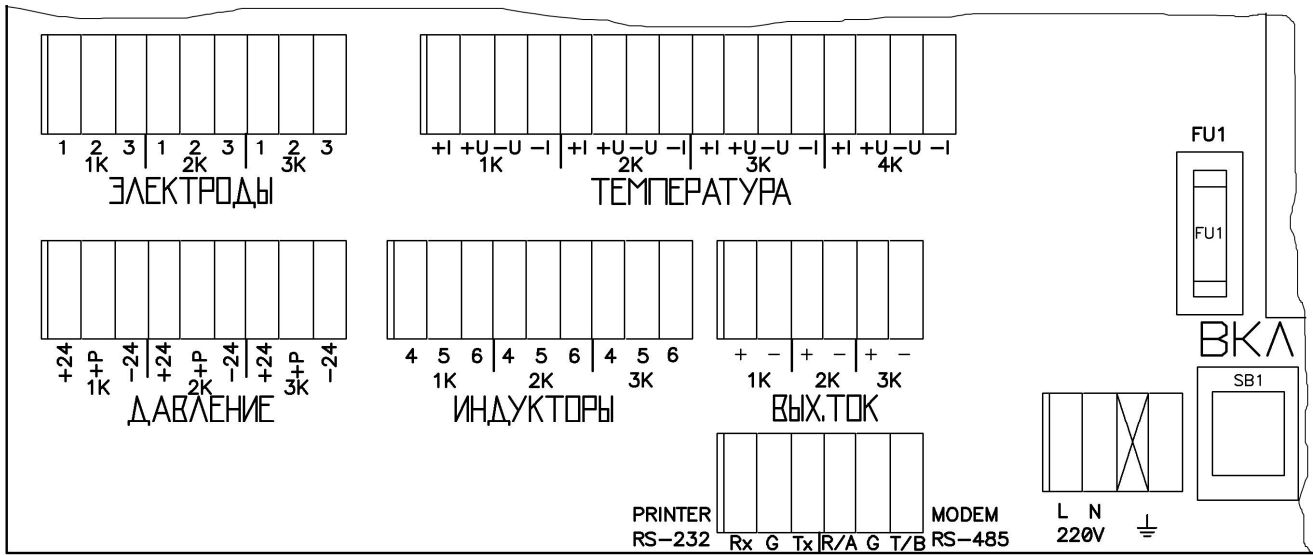 1 2 3 1 2 3 1 2 3
1K 2K 3K
ЭЛЕКТРОДЫ
+I +U -U -I +I +U -U -I +I +U -U -I +I +U -U -I
1K 2K 3K 4K
ТЕМПЕРАТУРА
FU1
FU1
+24 +P -24 +24 +P -24 +24 +P -24
1K 2K 3K
ДАВЛЕНИЕ
4 5 6 4 5 6 4 5 6
1K 2K 3K
ИНДУКТОРЫ
+ - + - + -
1K 2K 3K
ВЫХ.ТОК
ВКЛ
SB1
PRINTER
RS-232
Rx G Tx R/A G T/B
MODEM
RS-485
L N
220V